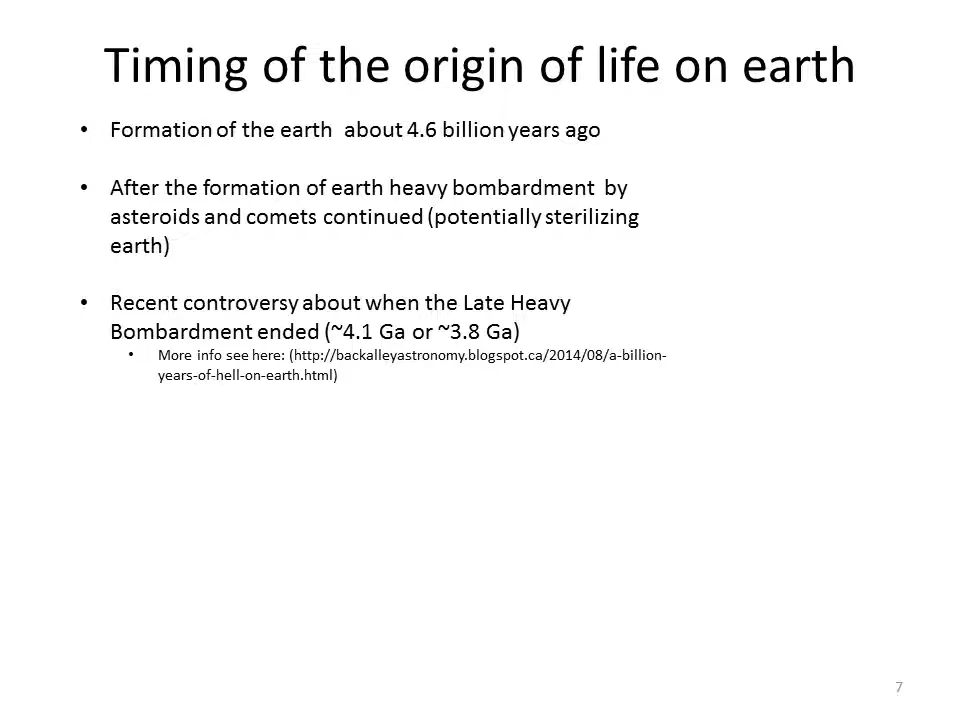 Timing of the origin of life on earth
• Formation of the earth about 4.6 billion years ago
• After the formation of earth heavy bombardment by
asteroids and comets continued (potentially sterilizing
earth)
• Recent controversy about when the Late Heavy
Bombardment ended (~4.1 Ga or ~3.8 Ga)
• More info see here: (http://backalleyastronomy.blogspot.ca/2014/08/a-billion-
years-of-hell-on-earth.html)
7